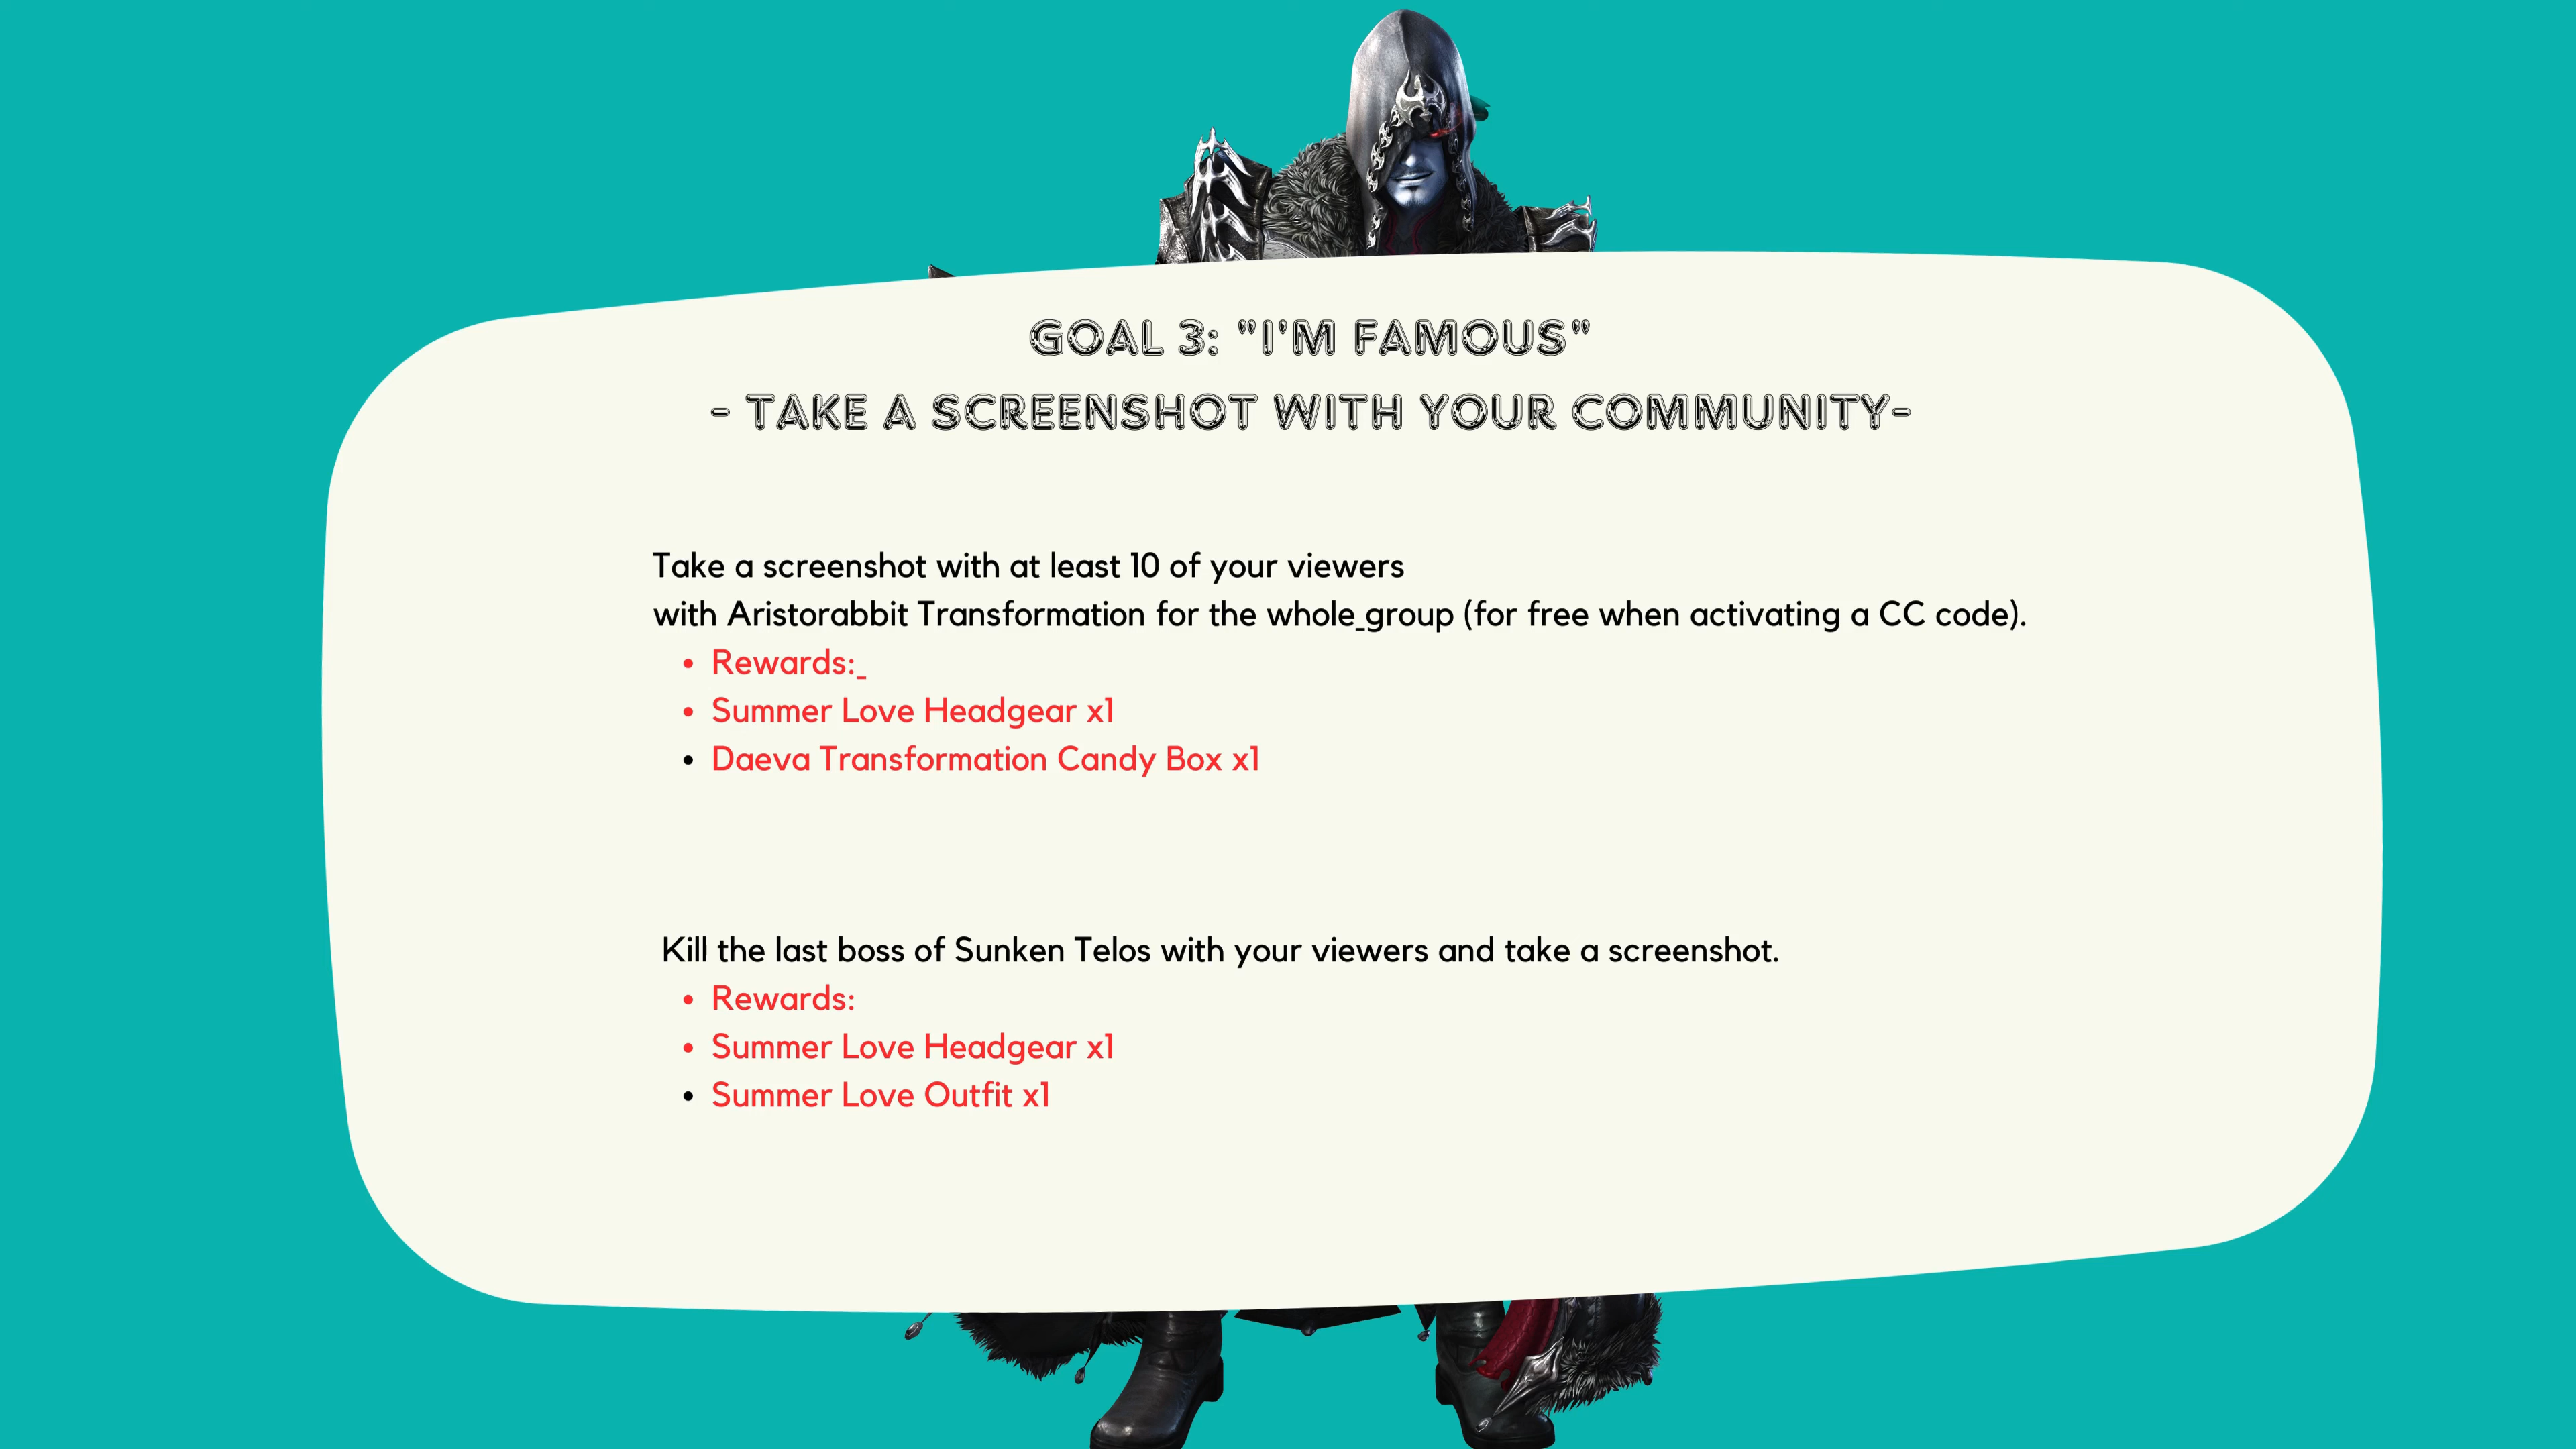 GOAL 3: "I'M FAMOUS"
- TAKE A SCREENSHOT WITH YOUR COMMUNITY-
Take a screenshot with at least 10 of your viewers
with Aristorabbit Transformation for the whole_group (for free when activating a CC code).
• Rewards:_
• Summer Love Headgear x1
• Daeva Transformation Candy Box x1
Kill the last boss of Sunken Telos with your viewers and take a screenshot.
• Rewards:
• Summer Love Headgear x1
• Summer Love Outfit x1